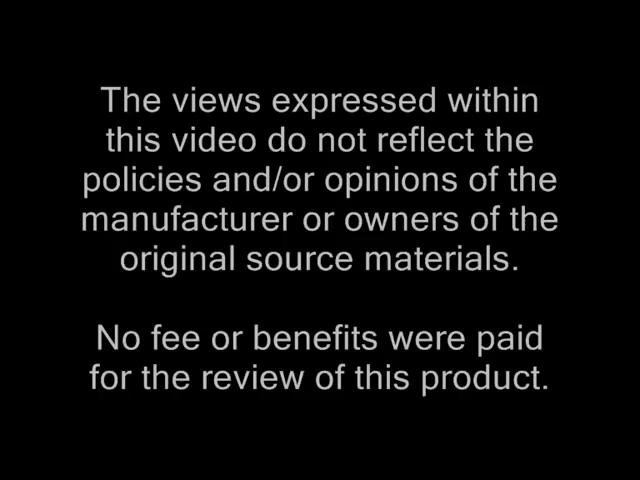 The views expressed within
this video do not reflect the
policies and/or opinions of the
manufacturer or owners of the
original source materials.
No fee or benefits were paid
for the review of this product.